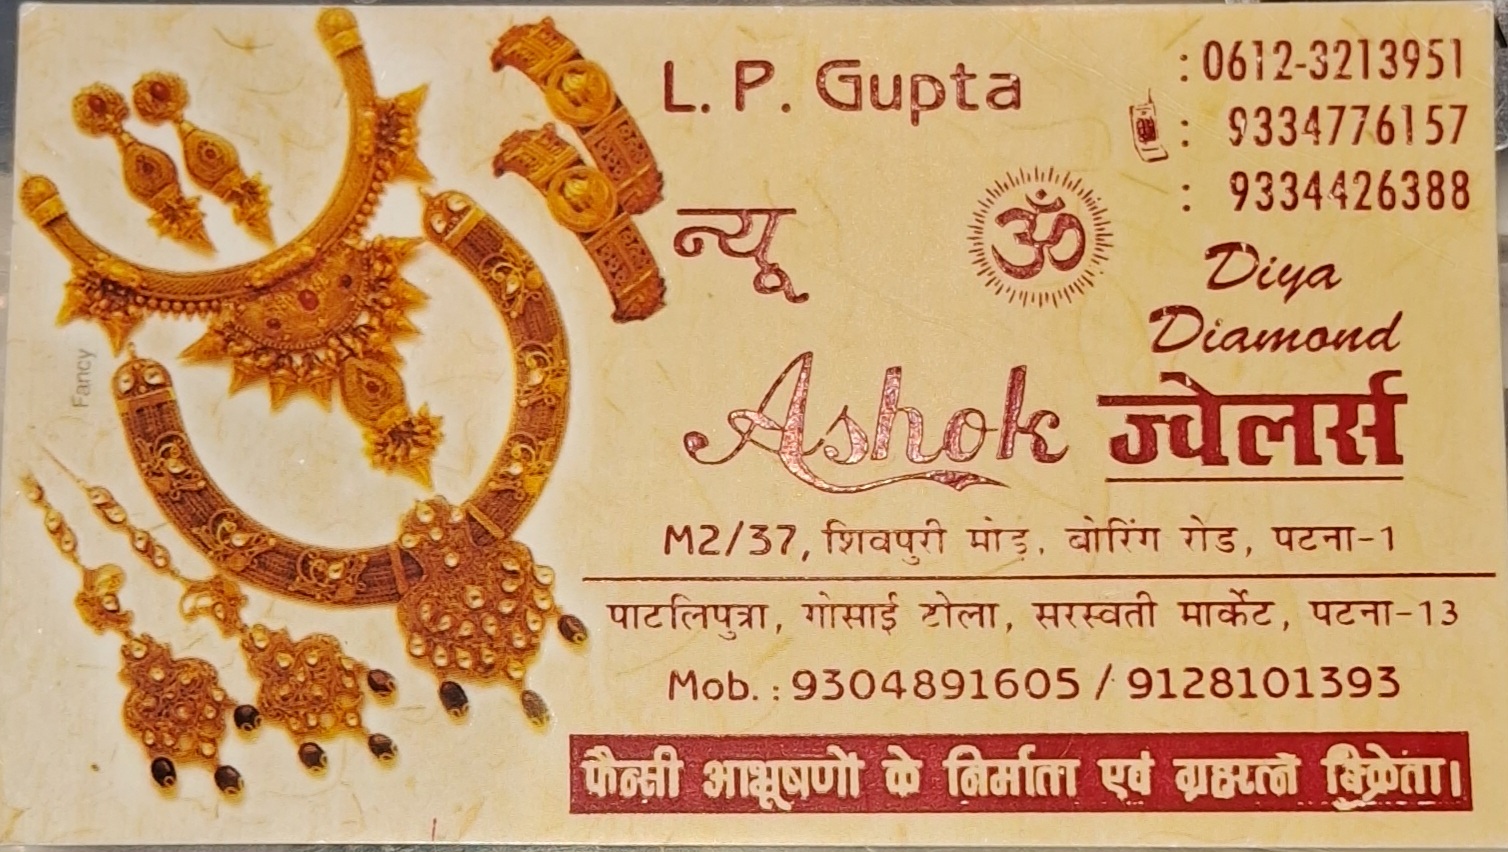 L. P. Gupta
: 0612-3213951
: 9334776157
: 9334426388
न्यू
ॐ
Diya
Diamond
Ashok ज्वेलर्स
M2/37, शिवपुरी मोड़, बोरिंग रोड, पटना-1
पाटलिपुत्रा, गोसाई टोला, सरस्वती मार्केट, पटना-13
Mob. : 9304891605 / 9128101393
फैन्सी आभूषणों के निर्माता एवं ग्रहरत्न बिक्रेता।
Fancy